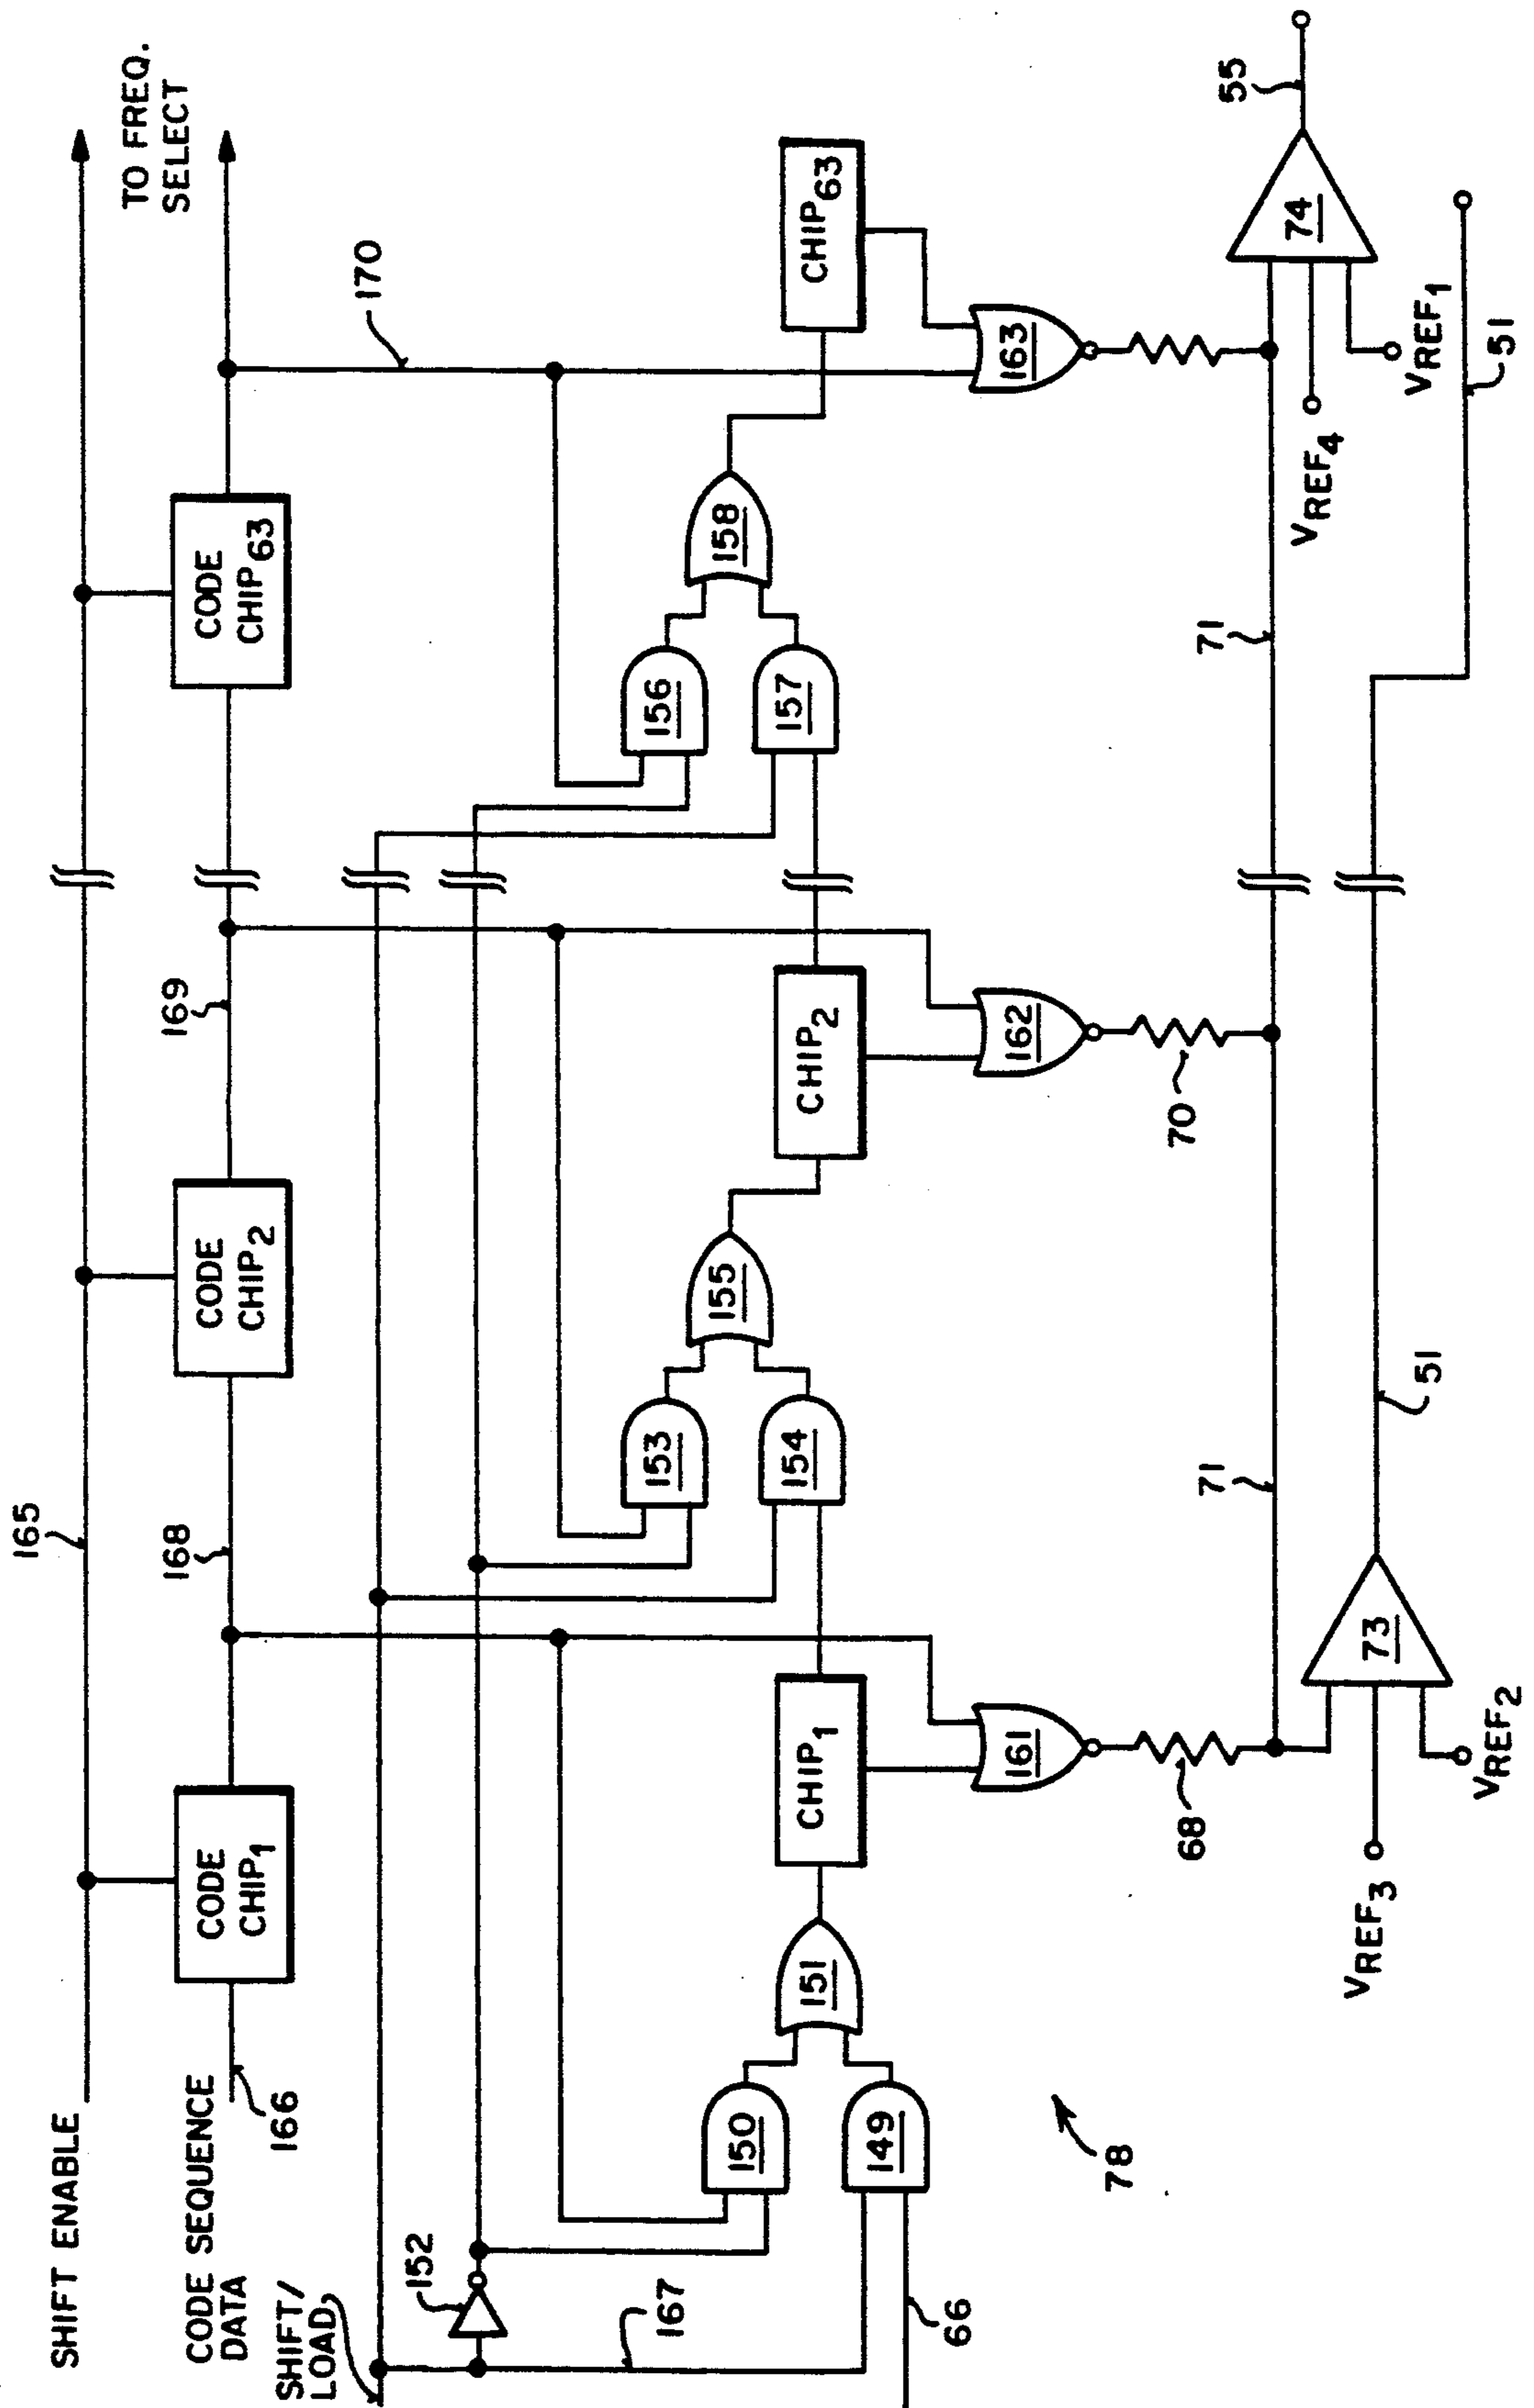 SHIFT ENABLE
165
CODE SEQUENCE
DATA
166
CODE
CHIP1
168
CODE
CHIP2
169
CODE
CHIP63
TO FREQ.
SELECT
170
SHIFT/
LOAD
152
167
66
150
149
151
CHIP1
153
154
155
CHIP2
156
157
158
CHIP63
161
162
163
68
70
71
71
78
73
VREF3
VREF2
51
51
74
VREF4
VREF1
55